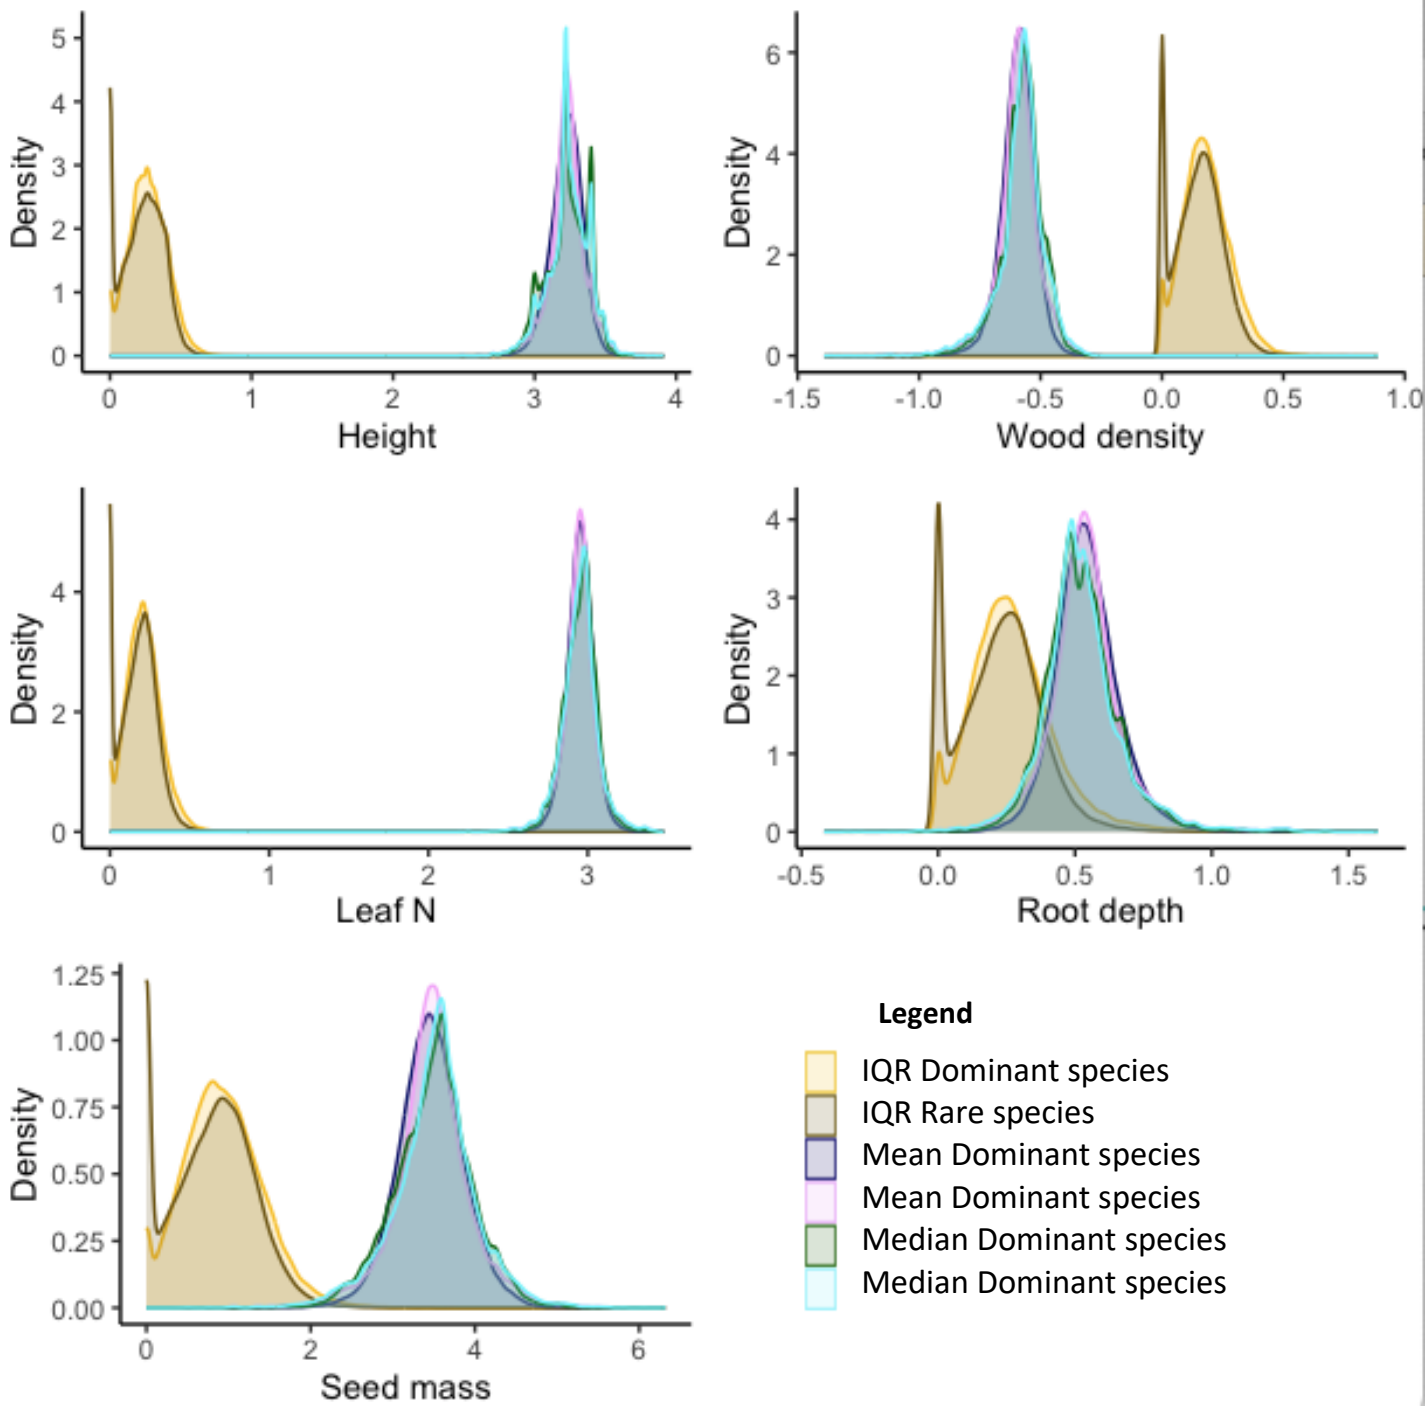 5
4
3
2
1
0
Density
0 1 2 3 4
Height
6
4
2
0
Density
-1.5 -1.0 -0.5 0.0 0.5 1.0
Wood density
4
2
0
Density
0 1 2 3
Leaf N
4
3
2
1
0
Density
-0.5 0.0 0.5 1.0 1.5
Root depth
1.25
1.00
0.75
0.50
0.25
0.00
Density
0 2 4 6
Seed mass
Legend
IQR Dominant species
IQR Rare species
Mean Dominant species
Mean Dominant species
Median Dominant species
Median Dominant species